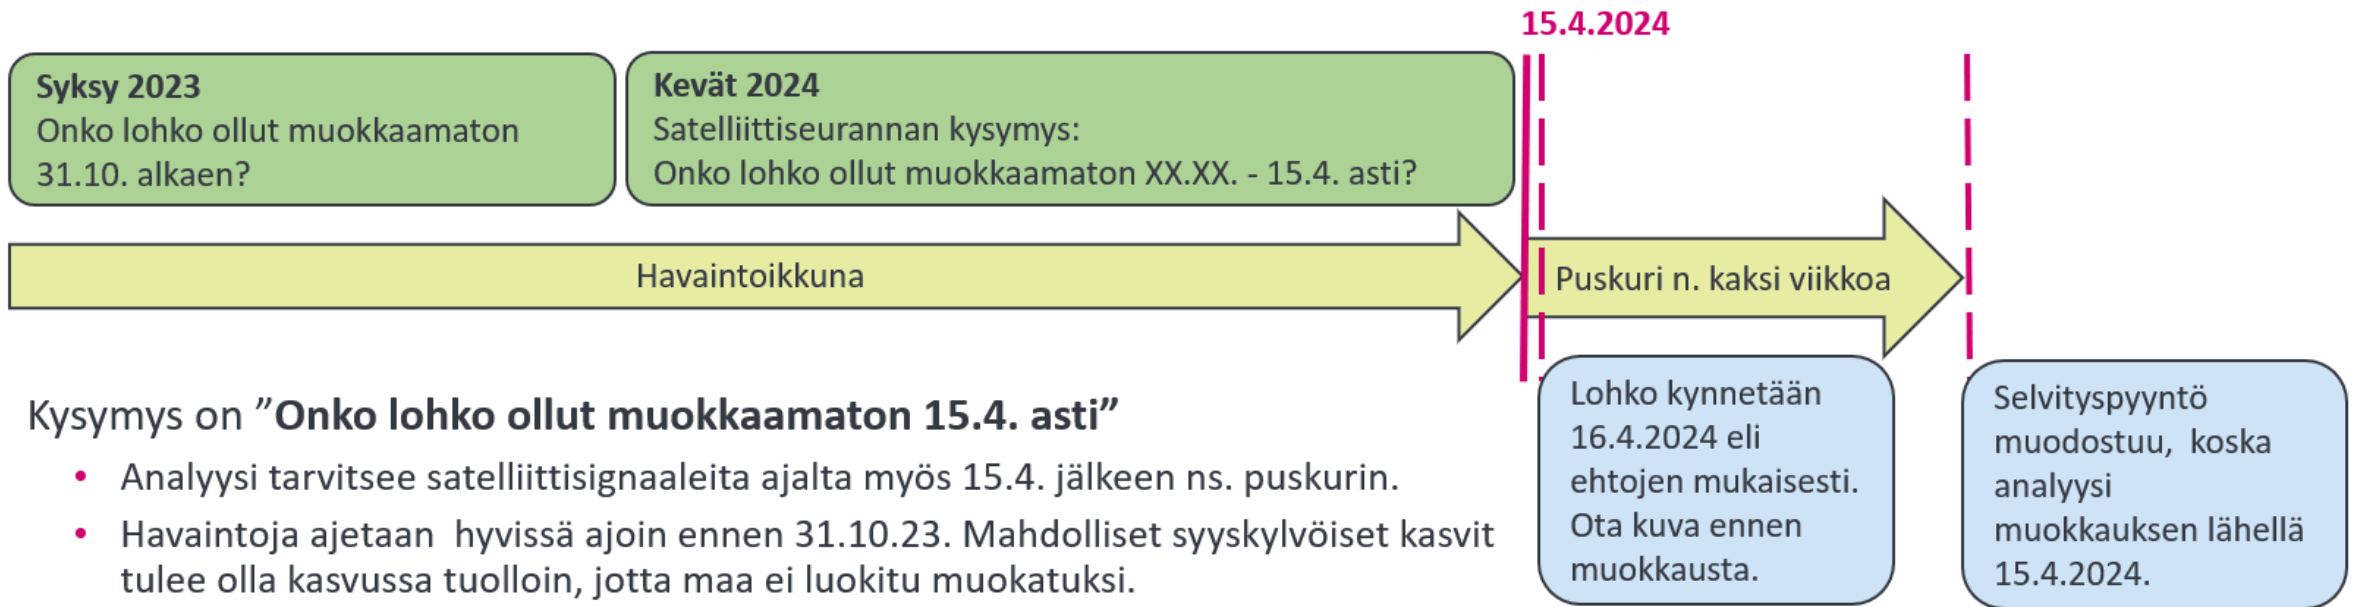 15.4.2024
Syksy 2023
Onko lohko ollut muokkaamaton
31.10. alkaen?
Kevät 2024
Satelliittiseurannan kysymys:
Onko lohko ollut muokkaamaton XX.XX. - 15.4. asti?
Havaintoikkuna
Puskuri n. kaksi viikkoa
Kysymys on ”Onko lohko ollut muokkaamaton 15.4. asti”
• Analyysi tarvitsee satelliittisignaaleita ajalta myös 15.4. jälkeen ns. puskurin.
• Havaintoja ajetaan hyvissä ajoin ennen 31.10.23. Mahdolliset syyskylvöiset kasvit
tulee olla kasvussa tuolloin, jotta maa ei luokitu muokatuksi.
Lohko kynnetään
16.4.2024 eli
ehtojen mukaisesti.
Ota kuva ennen
muokkausta.
Selvityspyyntö
muodostuu, koska
analyysi
muokkauksen lähellä
15.4.2024.